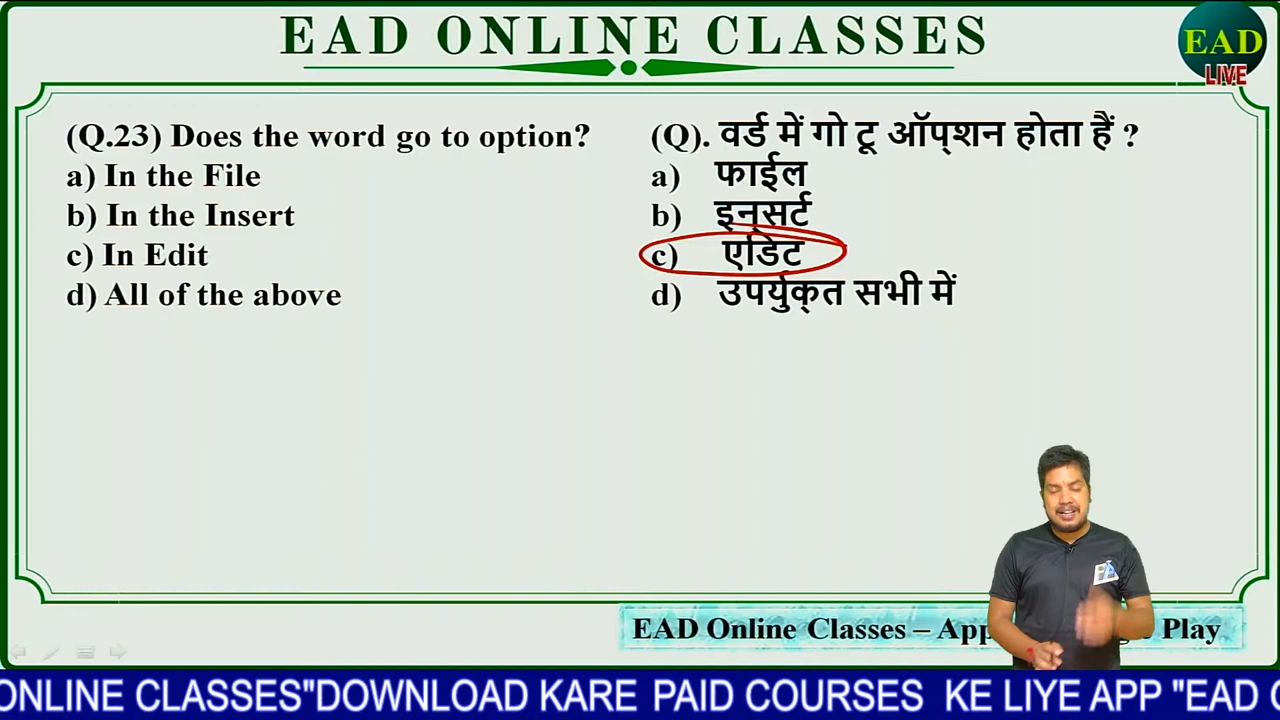 EAD ONLINE CLASSES
EAD
LIVE
(Q.23) Does the word go to option?
a) In the File
b) In the Insert
c) In Edit
d) All of the above
(Q). वर्ड में गो टू ऑप्शन होता हैं ?
a) फाईल
b) इन्सर्ट
c) एडिट
d) उपर्युक्त सभी में
EAD Online Classes – App Play
ONLINE CLASSES"DOWNLOAD KARE PAID COURSES KE LIYE APP "EAD